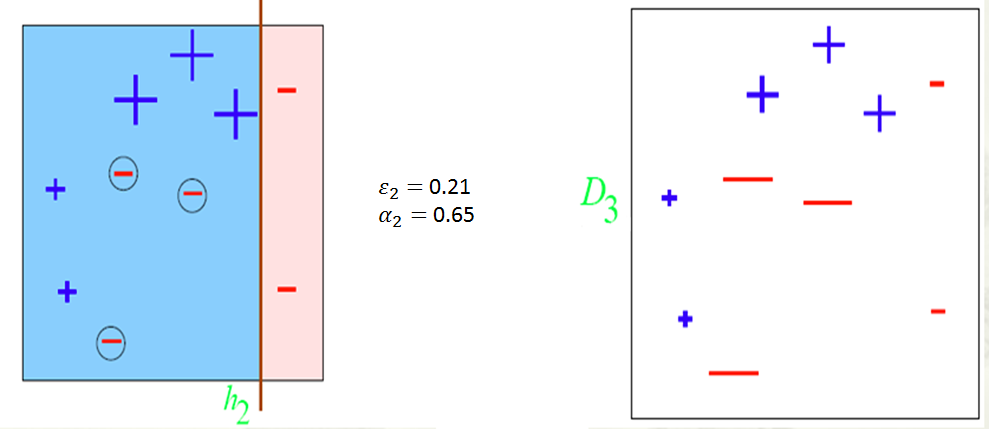 ε₂ = 0.21
α₂ = 0.65
h₂
D₃